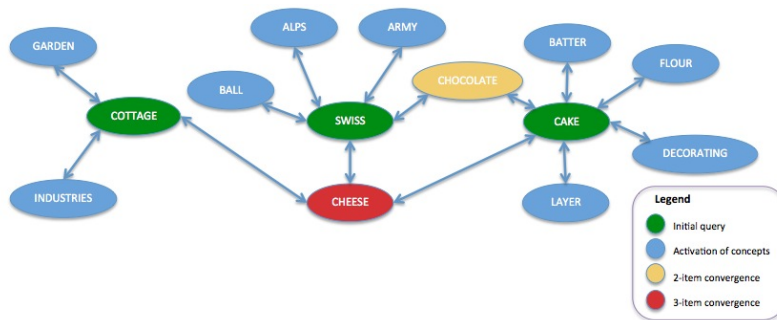 ALPS
ARMY
GARDEN
BATTER
FLOUR
CHOCOLATE
BALL
COTTAGE
SWISS
CAKE
DECORATING
INDUSTRIES
CHEESE
LAYER
Legend
Initial query
Activation of concepts
2-item convergence
3-item convergence